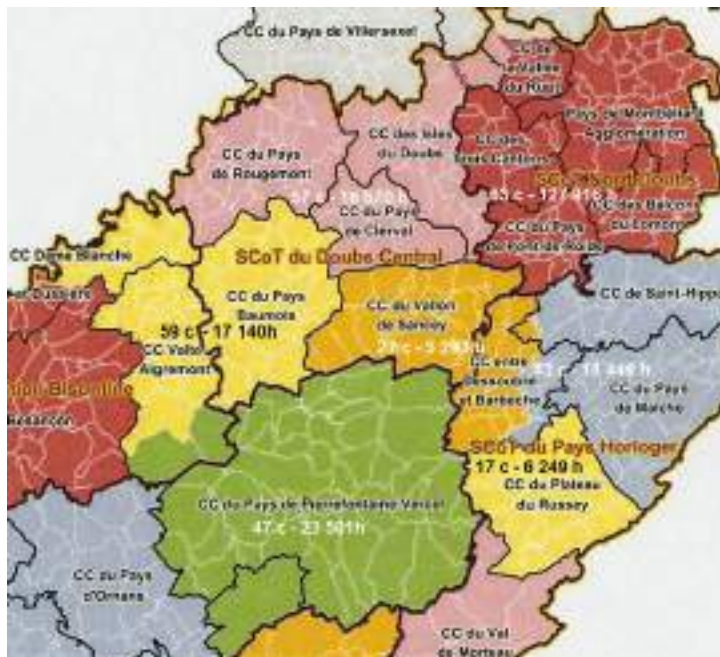 CC du Pays de Villersexel
CC de
la Vallée
du Rupt
CC des Isles
du Doubs
Pays de Montbéliard
Agglomération
CC du Pays
de Rougemont
CC des
Trois Cantons
SCoT
CC du Pays
de Clerval
CC des Balcons
du Lomont
CC du Pays
de Pont de Roide
CC Dame Blanche
SCoT du Doubs Central
CC de Saint-Hippo
CC du Pays
Baumois
CC du Vallon
de Sancey
59 c - 17 140h
CC Valoi
Aigremont
CC entre
Dessoubre
et Barbèche
CC du Pays
de Maîche
Besançon
SCoT du Pays Horloger
17 c - 6 249 h
CC du Plateau
du Russey
CC du Pays de Pierrefontaine Vercel
47 c - 23 501h
CC du Pays
d'Ornans
CC du Val
de Morteau